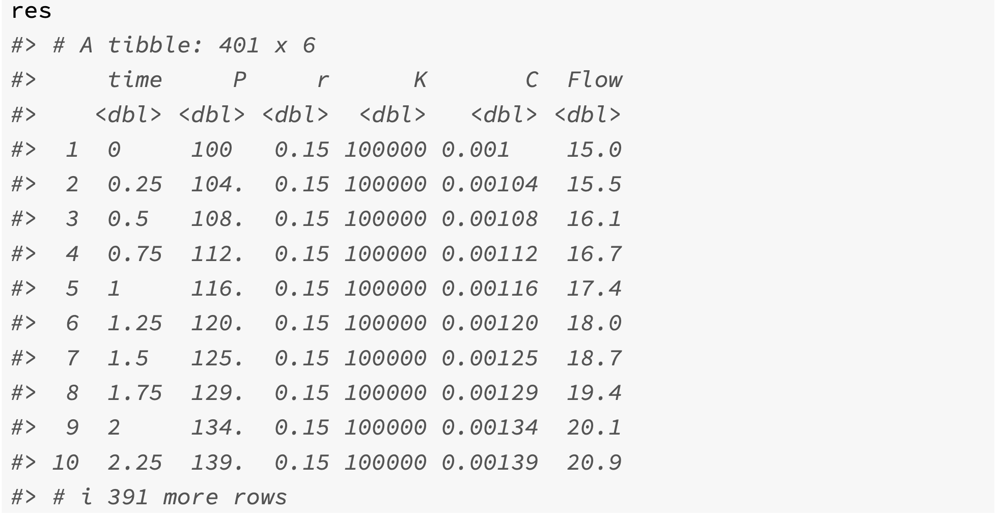 res
#> # A tibble: 401 x 6
#>     time     P     r      K       C  Flow
#>    <dbl> <dbl> <dbl>  <dbl>   <dbl> <dbl>
#>  1  0     100   0.15 100000 0.001    15.0
#>  2  0.25  104.  0.15 100000 0.00104  15.5
#>  3  0.5   108.  0.15 100000 0.00108  16.1
#>  4  0.75  112.  0.15 100000 0.00112  16.7
#>  5  1     116.  0.15 100000 0.00116  17.4
#>  6  1.25  120.  0.15 100000 0.00120  18.0
#>  7  1.5   125.  0.15 100000 0.00125  18.7
#>  8  1.75  129.  0.15 100000 0.00129  19.4
#>  9  2     134.  0.15 100000 0.00134  20.1
#> 10  2.25  139.  0.15 100000 0.00139  20.9
#> # i 391 more rows